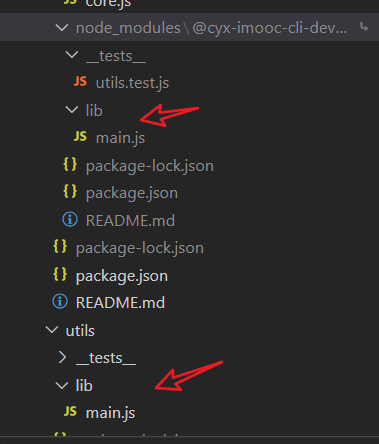 core.js
node_modules\@cyx-imooc-cli-dev...
__tests__
JS utils.test.js
lib
JS main.js
{} package-lock.json
{} package.json
README.md
{} package-lock.json
{} package.json
README.md
utils
__tests__
lib
JS main.js